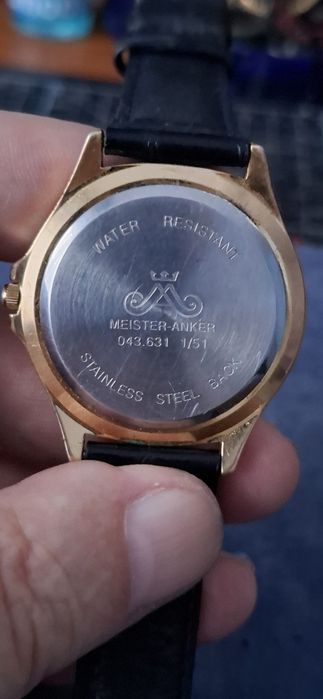 WATER RESISTANT
MEISTER-ANKER
043.631 1/51
STAINLESS STEEL BACK